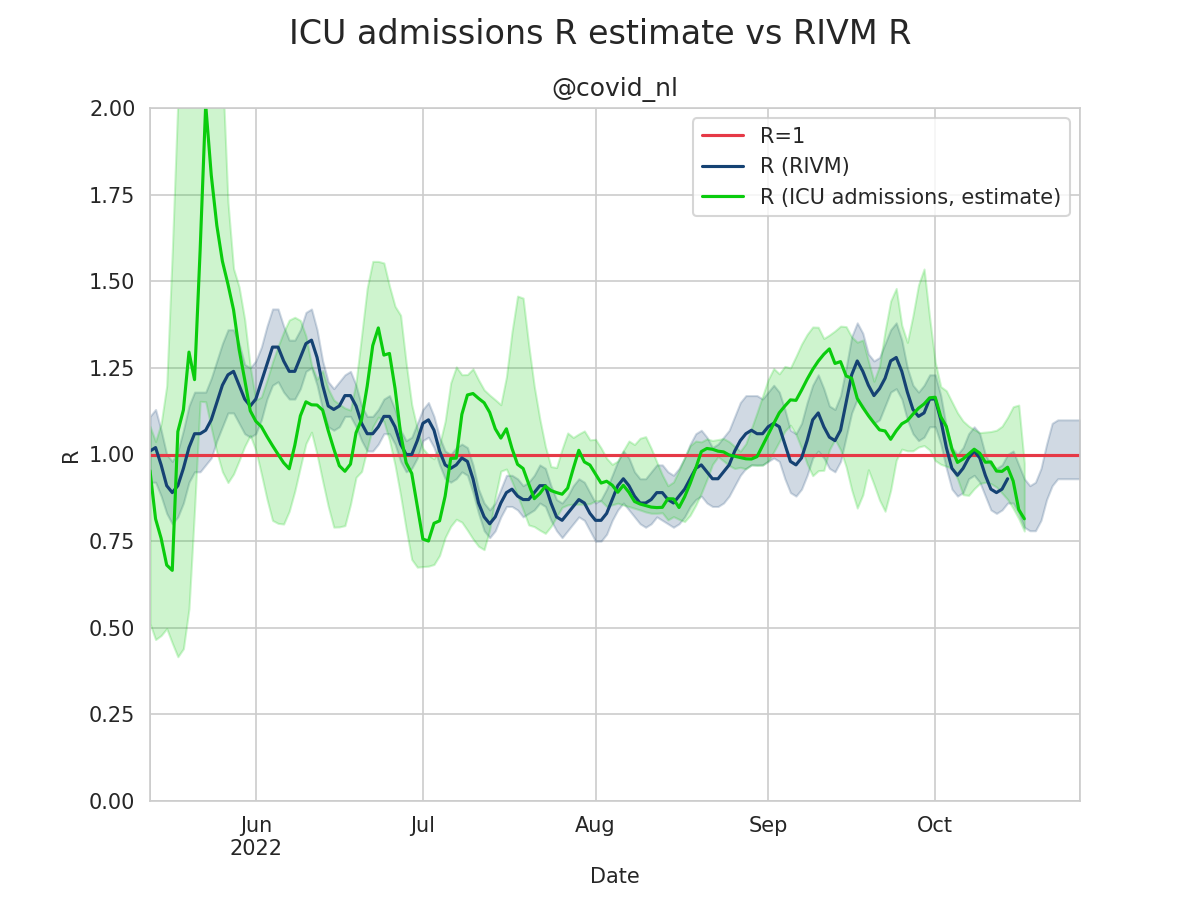 ICU admissions R estimate vs RIVM R
@covid_nl
R=1
R (RIVM)
R (ICU admissions, estimate)
2.00
1.75
1.50
1.25
1.00
0.75
0.50
0.25
0.00
R
Jun
2022
Jul
Aug
Sep
Oct
Date